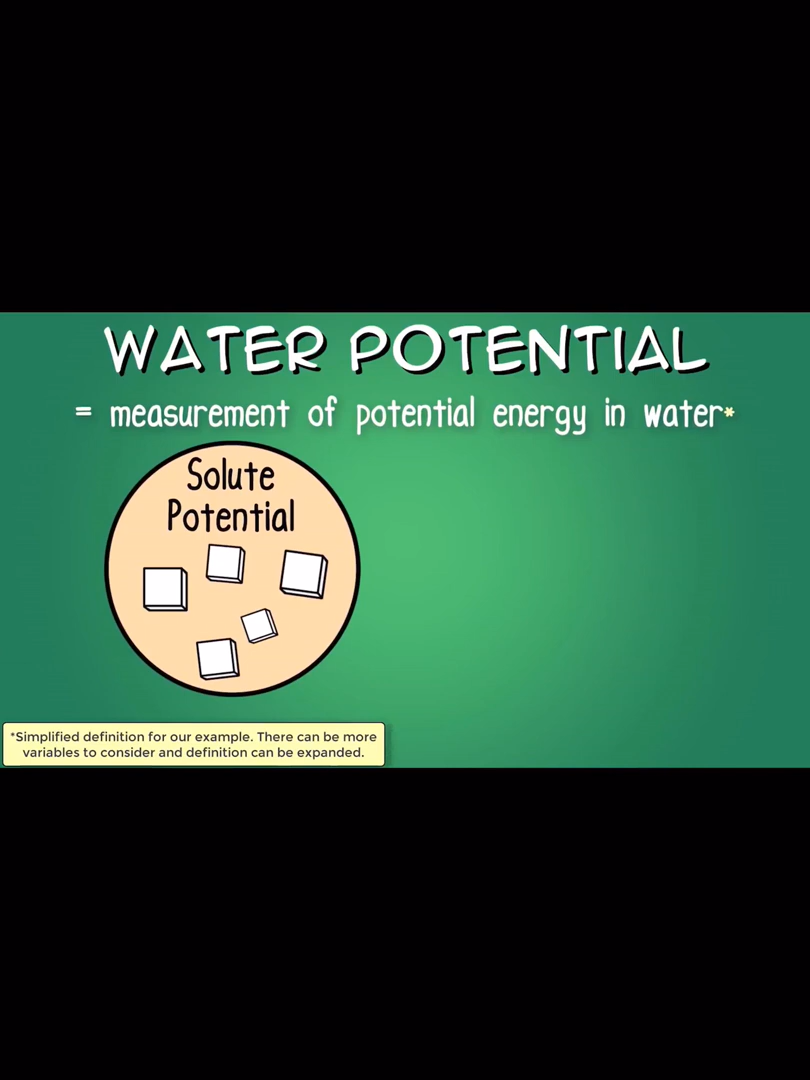 WATER POTENTIAL
= measurement of potential energy in water*
Solute
Potential
*Simplified definition for our example. There can be more
variables to consider and definition can be expanded.